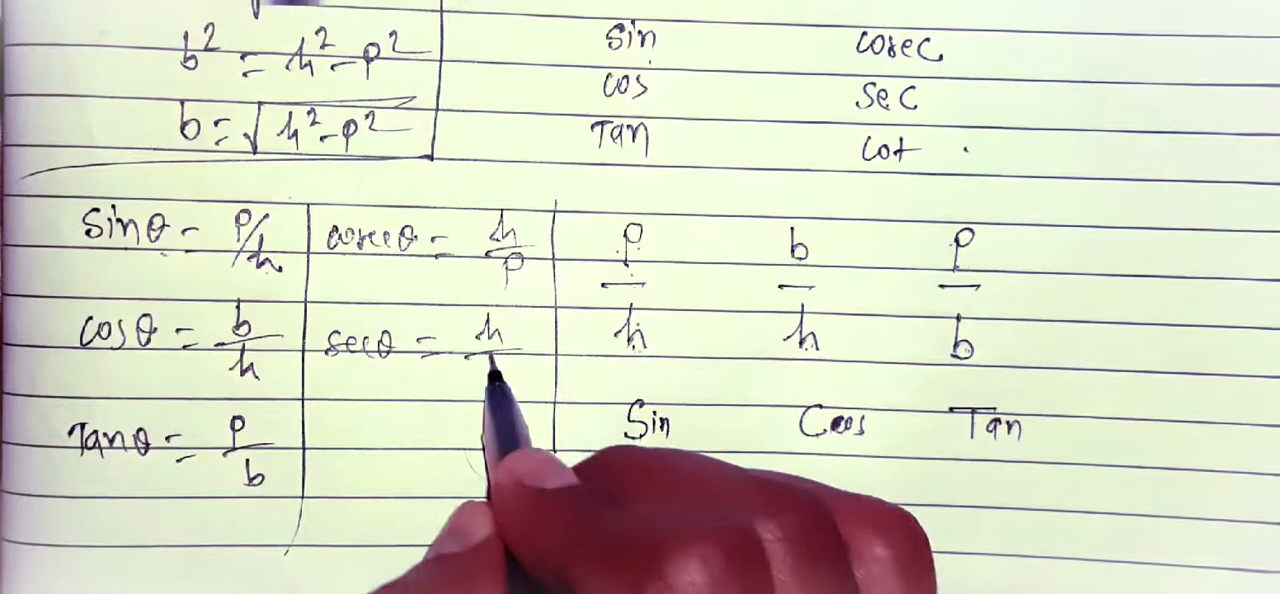 b² = h² - p²
b = √h² - p²
Sin cosec
cos sec
Tan cot .
Sinθ = P/h
cosecθ = h/p
cosθ = b/h
secθ = h
Tanθ = p/b
p b p
h h b
Sin Cos Tan